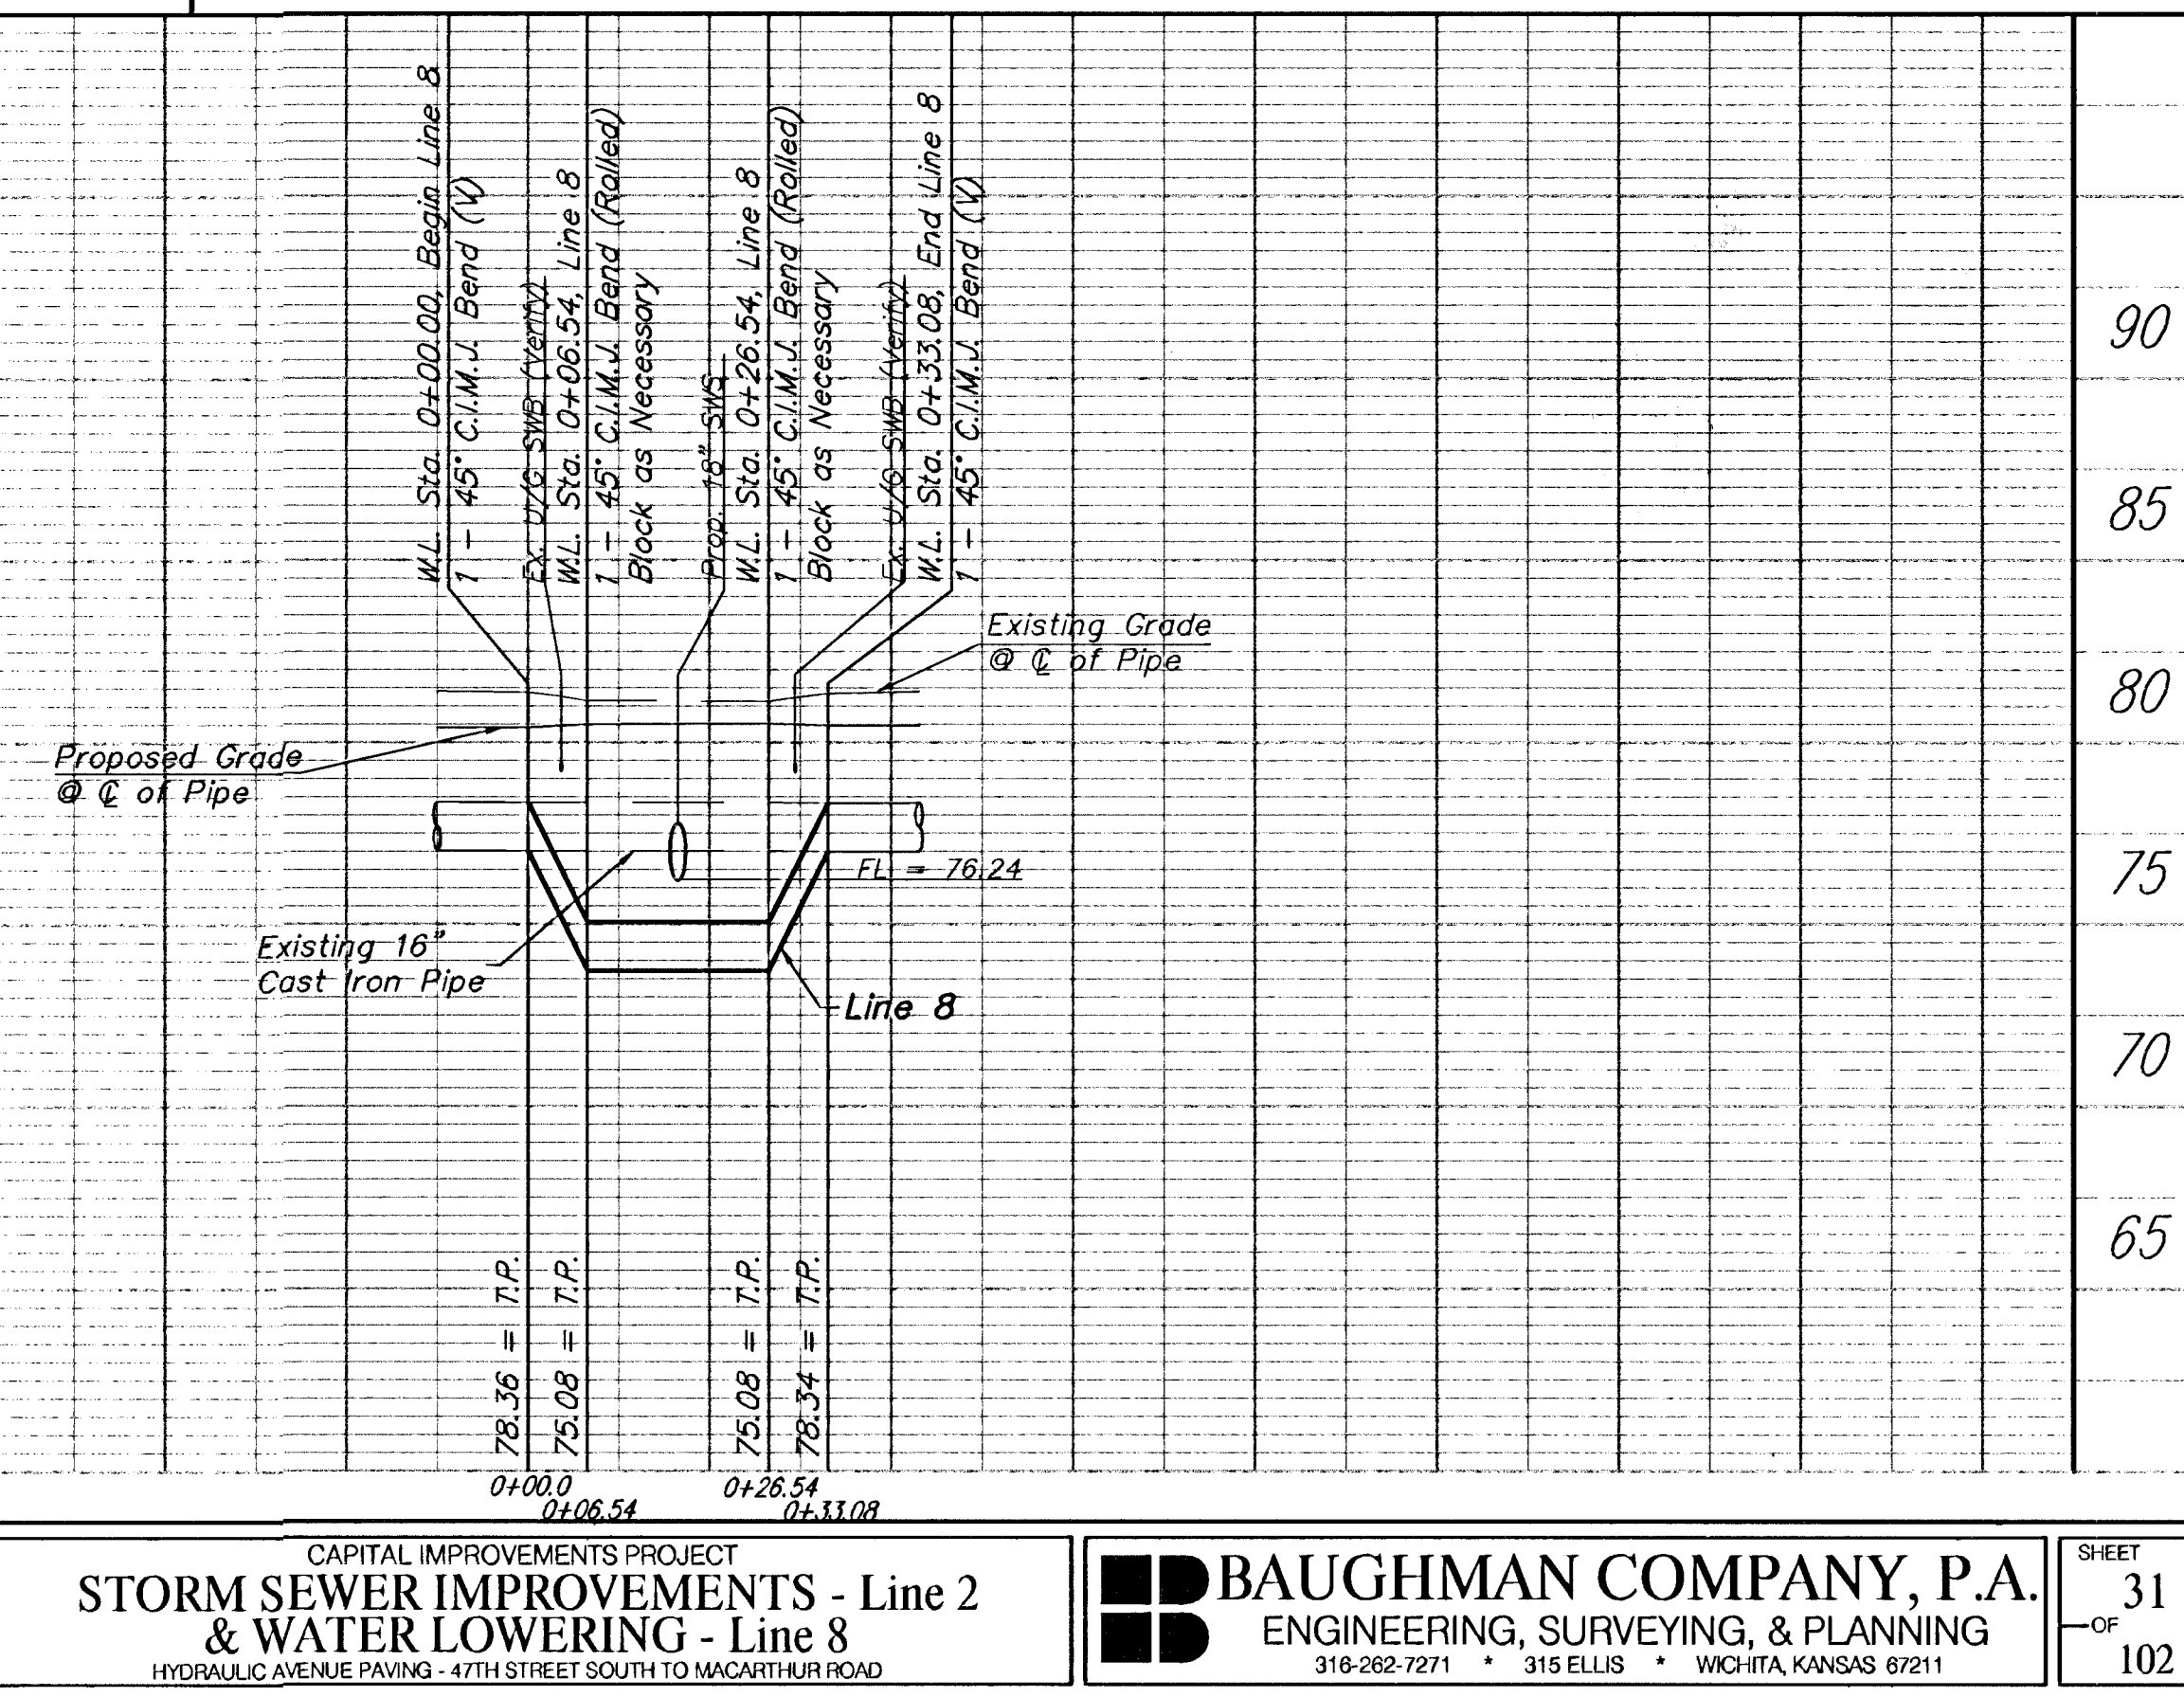 W.L. Sta. 0+00.00, Begin Line 8
1 - 45° C.I.M.J. Bend (V)
Ex. U/G SWB (Verify)
W.L. Sta. 0+06.54, Line 8
1 - 45° C.I.M.J. Bend (Rolled)
Block as Necessary
Prop. 18" SWS
W.L. Sta. 0+26.54, Line 8
1 - 45° C.I.M.J. Bend (Rolled)
Block as Necessary
Ex. U/G SWB (Verify)
W.L. Sta. 0+33.08, End Line 8
1 - 45° C.I.M.J. Bend (V)
90
85
80
75
70
65
Existing Grade
@ ℄ of Pipe
Proposed Grade
@ ℄ of Pipe
FL = 76.24
Existing 16"
Cast Iron Pipe
Line 8
78.36 = T.P.
75.08 = T.P.
75.08 = T.P.
78.34 = T.P.
0+00.0
0+06.54
0+26.54
0+33.08
CAPITAL IMPROVEMENTS PROJECT
STORM SEWER IMPROVEMENTS - Line 2
& WATER LOWERING - Line 8
HYDRAULIC AVENUE PAVING - 47TH STREET SOUTH TO MACARTHUR ROAD
BAUGHMAN COMPANY, P.A.
ENGINEERING, SURVEYING, & PLANNING
316-262-7271 * 315 ELLIS * WICHITA, KANSAS 67211
SHEET
31
OF
102